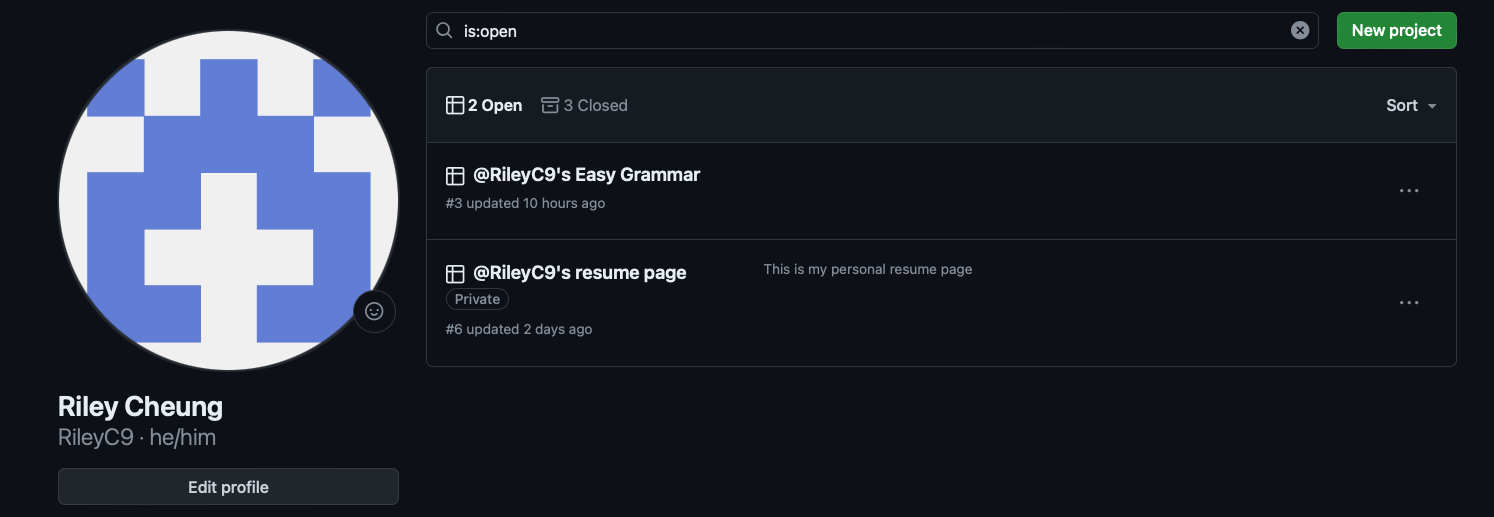 is:open
New project
2 Open 3 Closed
Sort
@RileyC9's Easy Grammar
#3 updated 10 hours ago
@RileyC9's resume page
This is my personal resume page
Private
#6 updated 2 days ago
Riley Cheung
RileyC9 · he/him
Edit profile